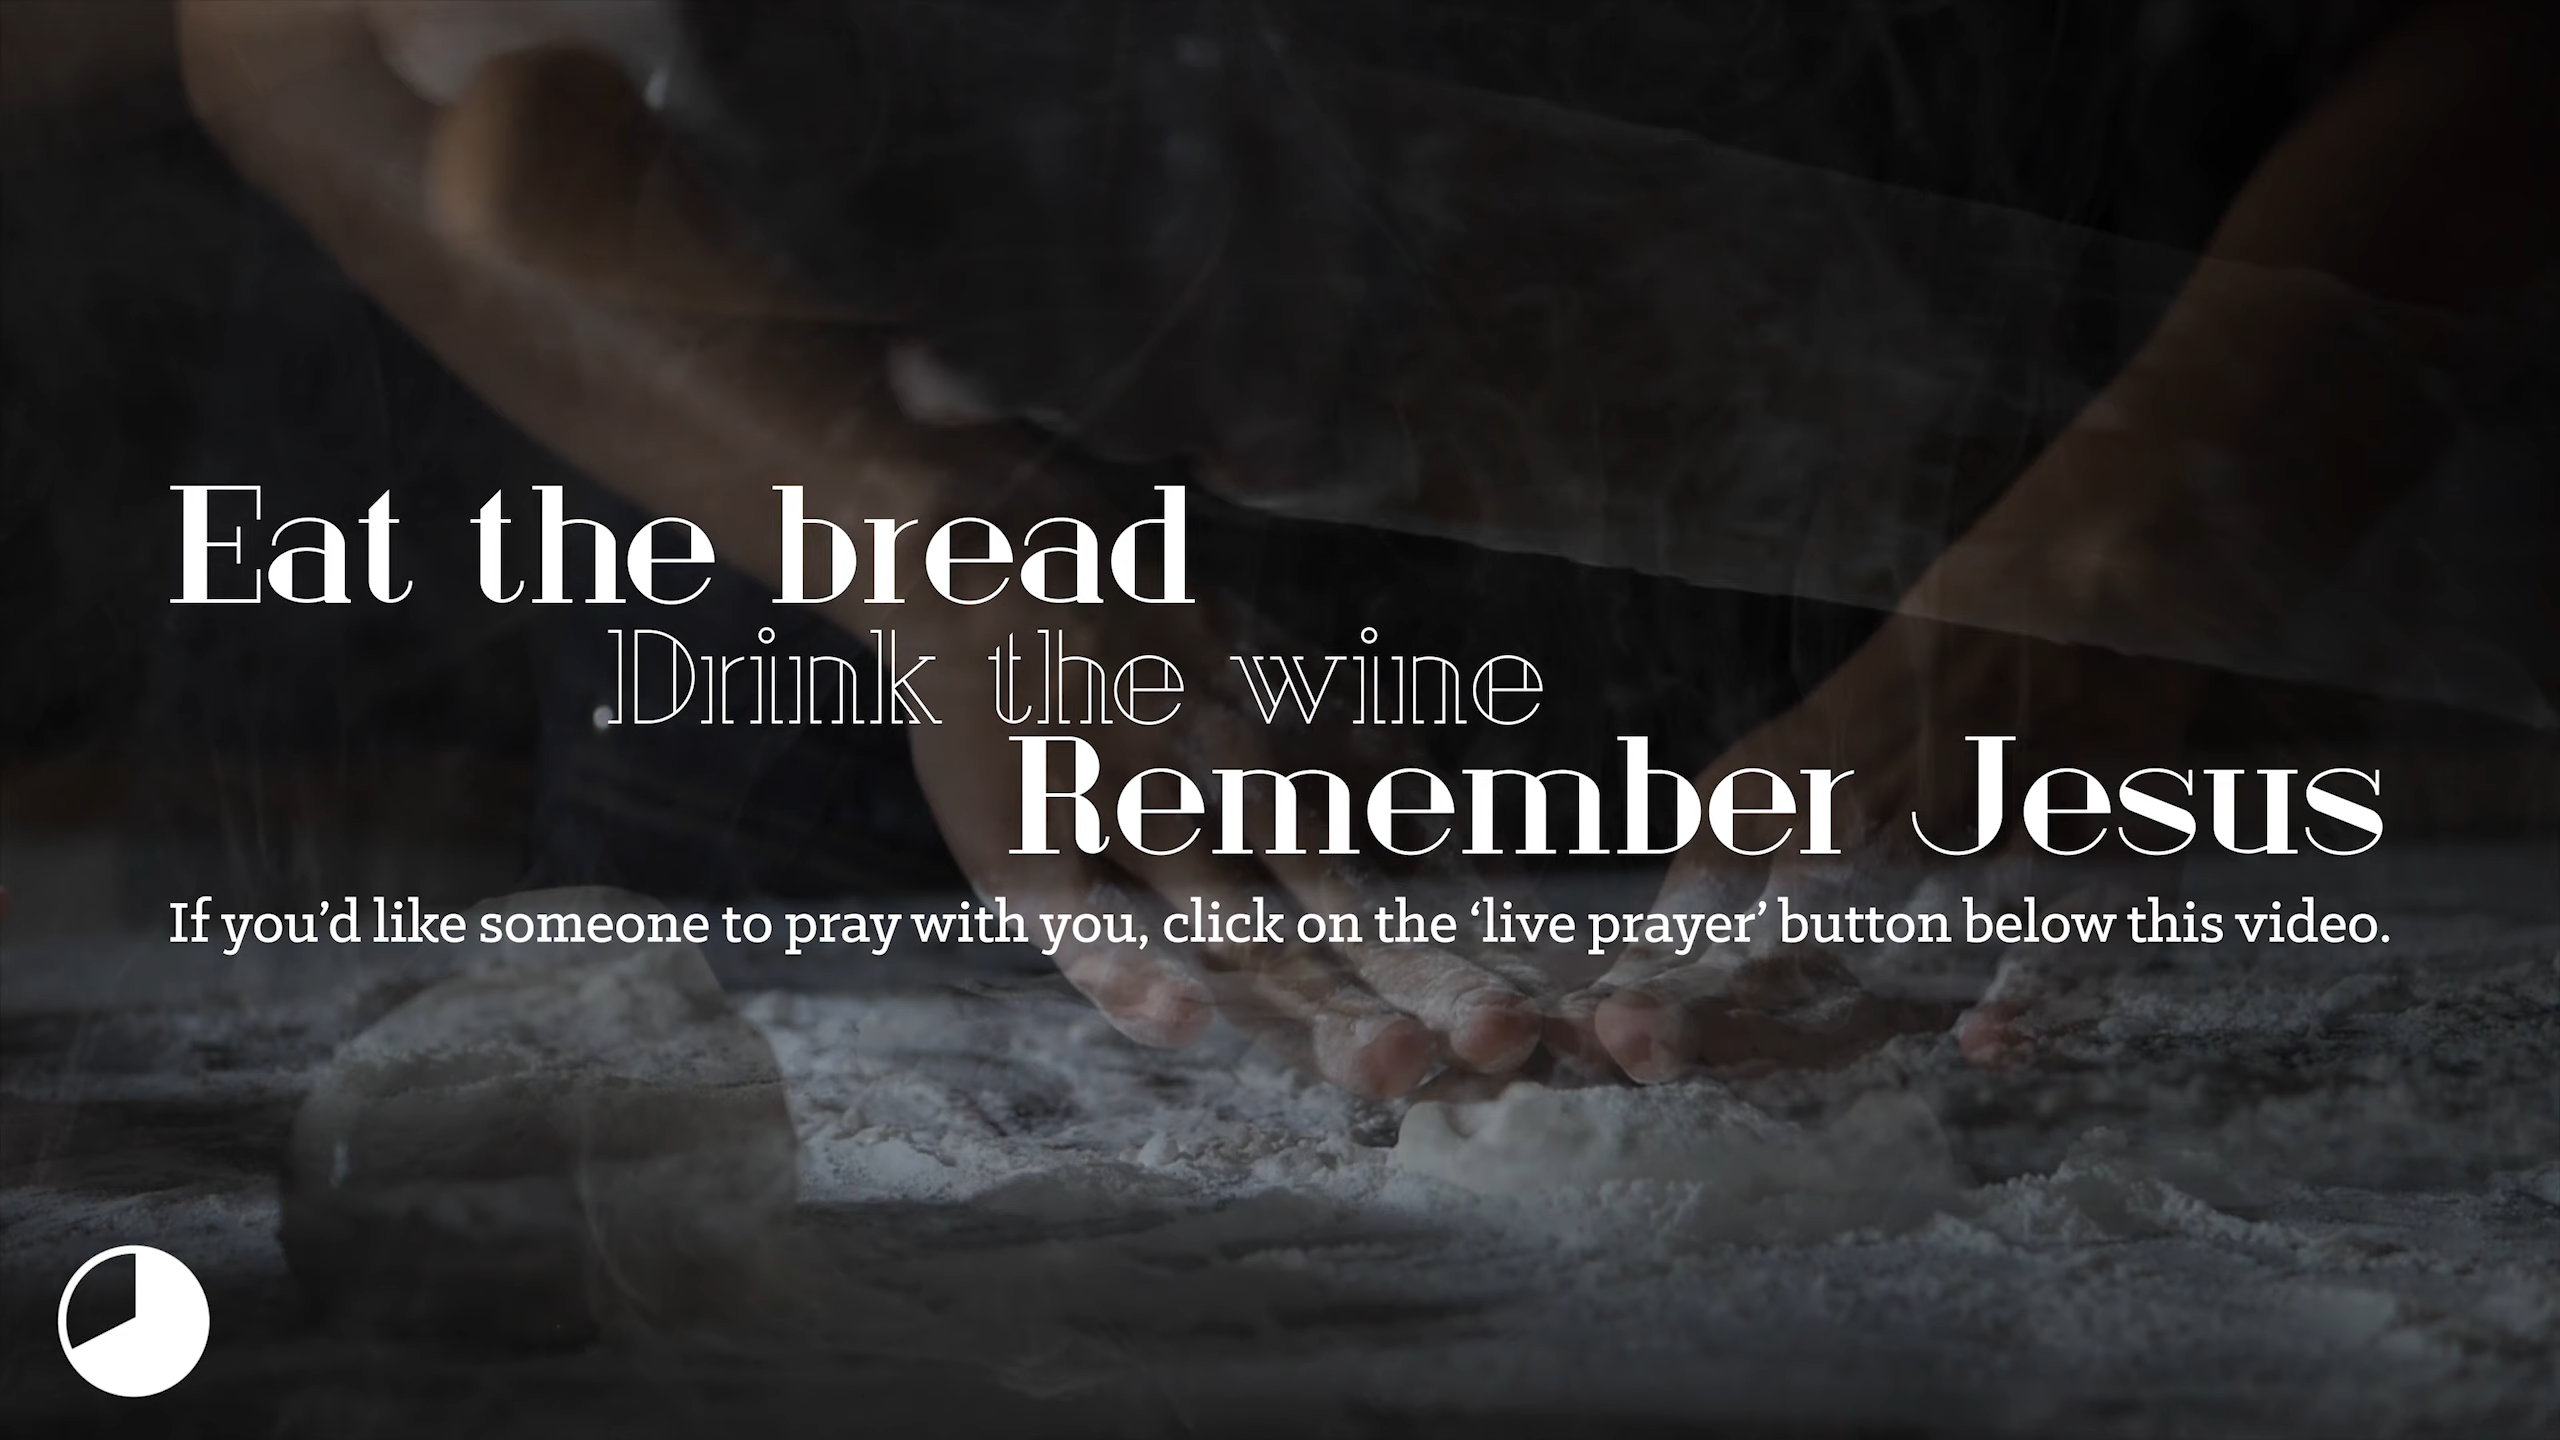 Eat the bread
Drink the wine
Remember Jesus
If you’d like someone to pray with you, click on the ‘live prayer’ button below this video.